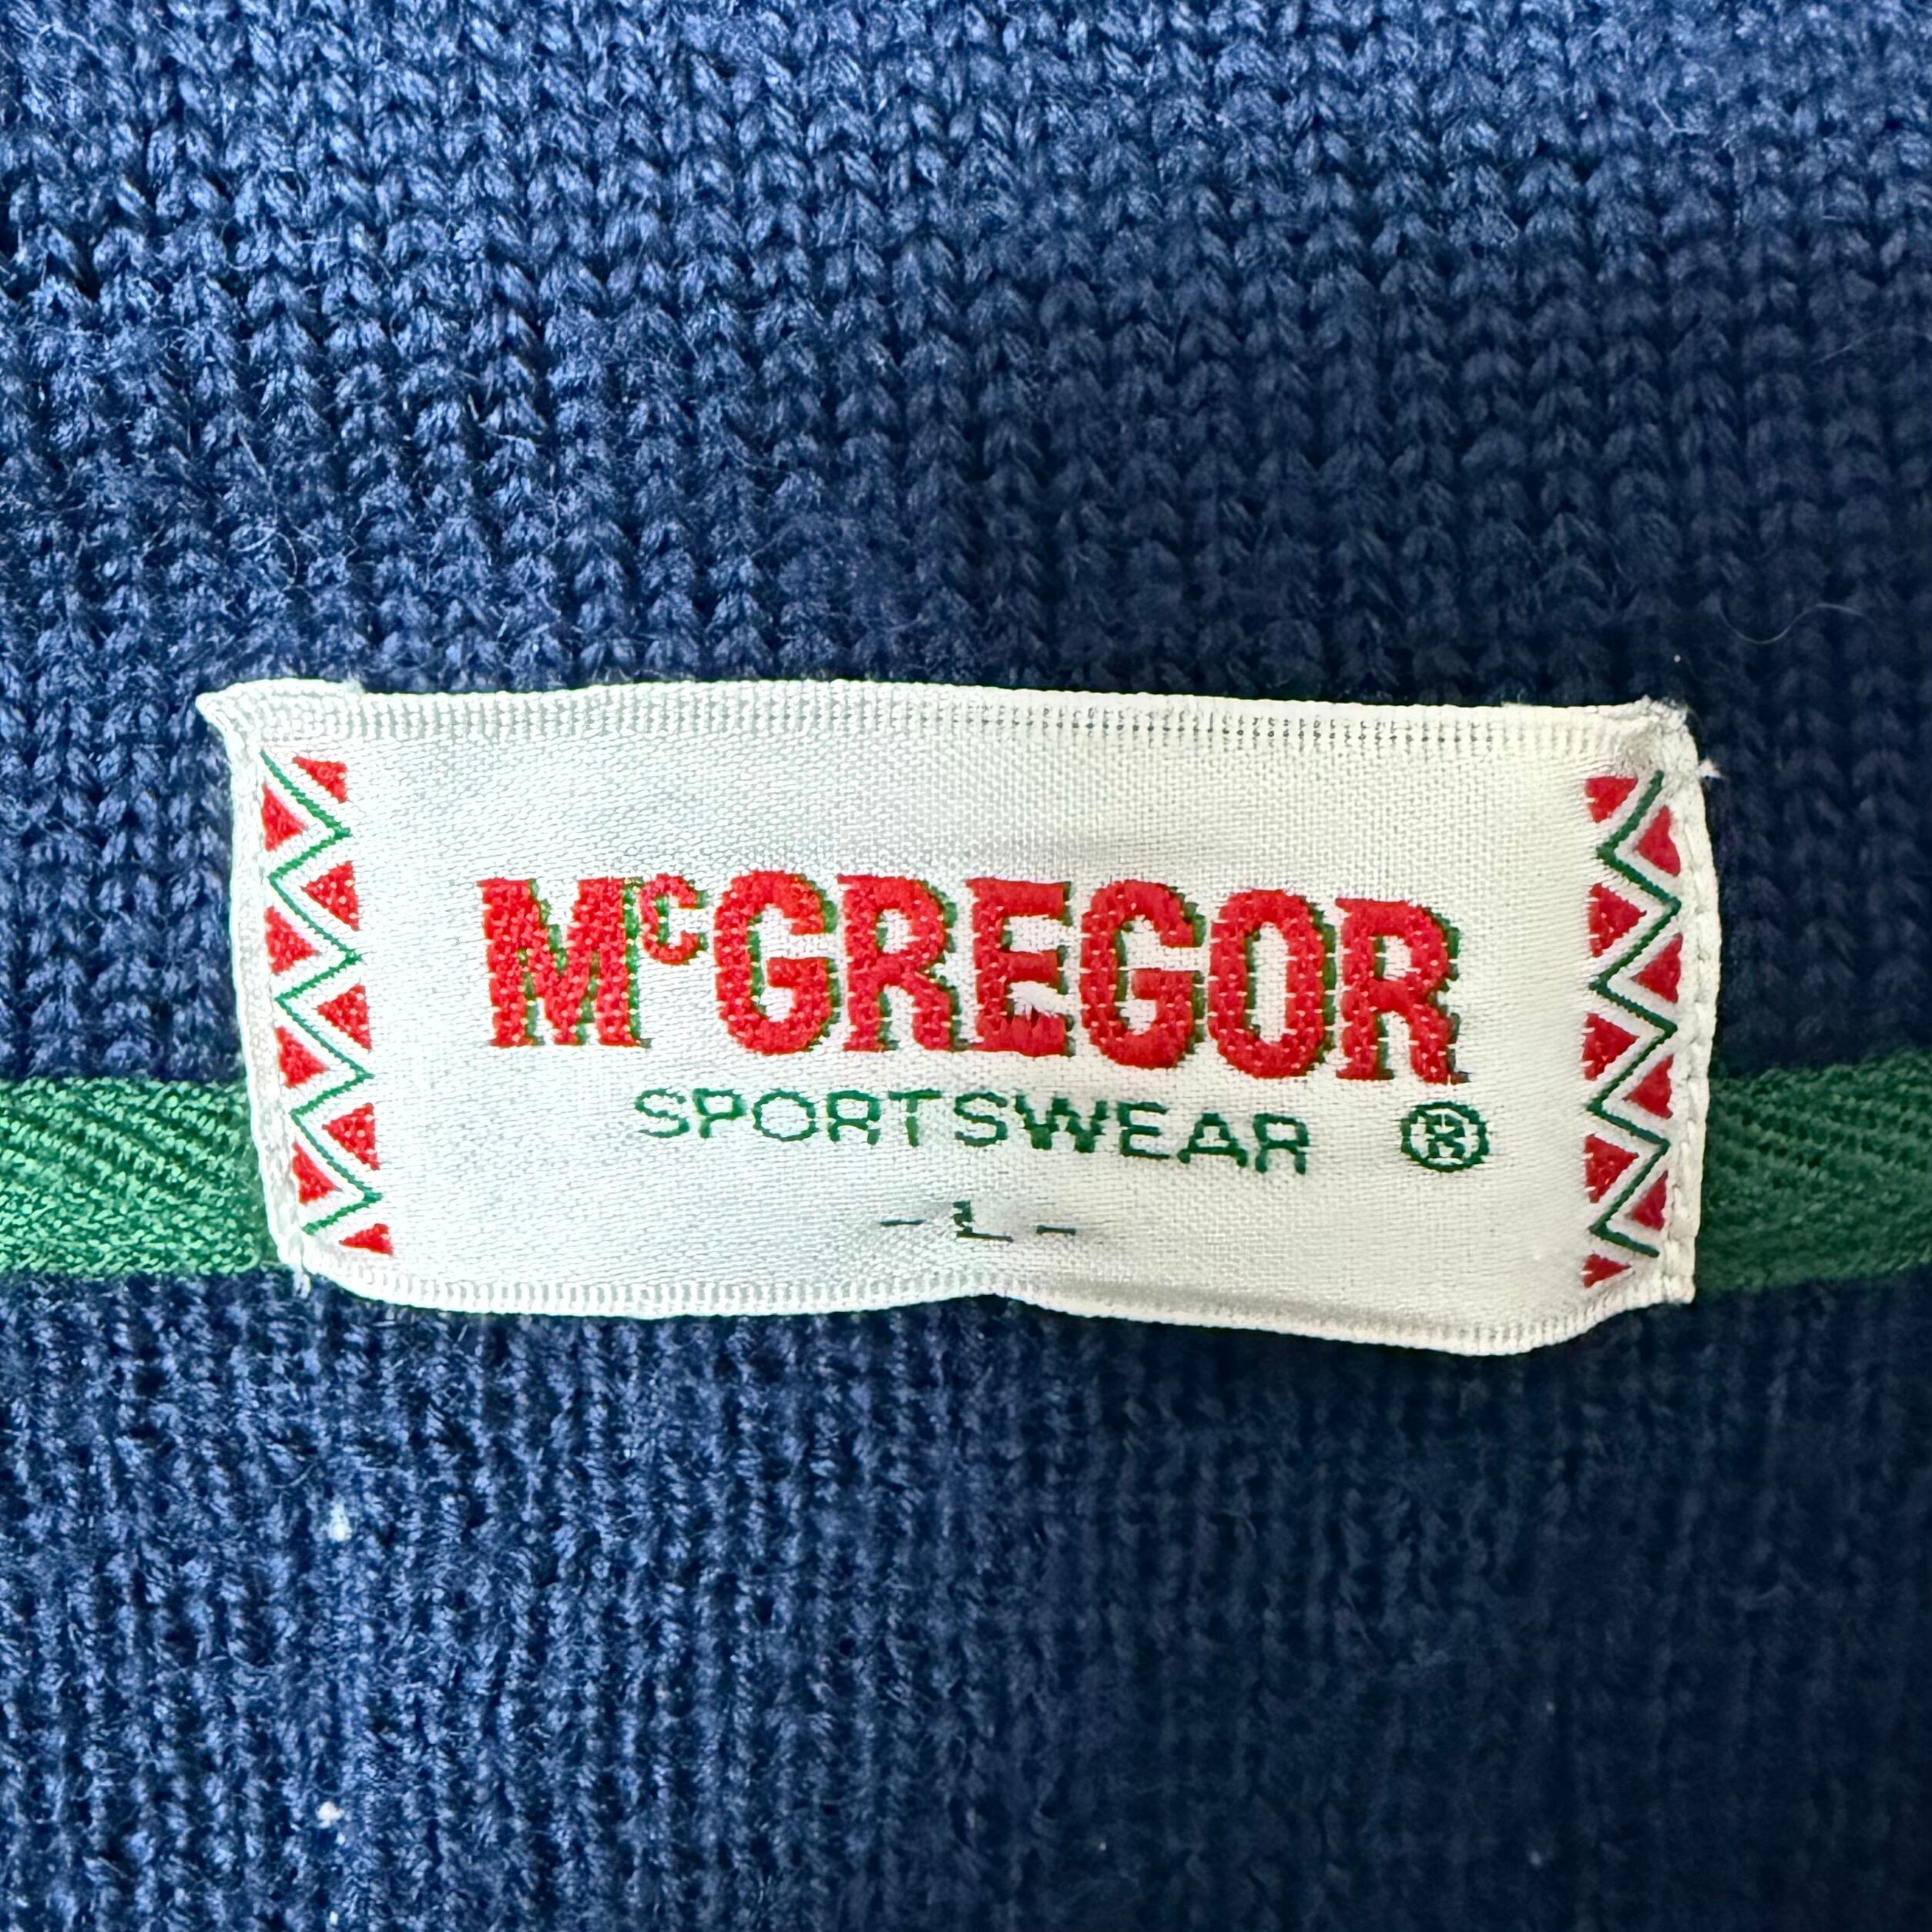 McGREGOR
SPORTSWEAR ®
- L -